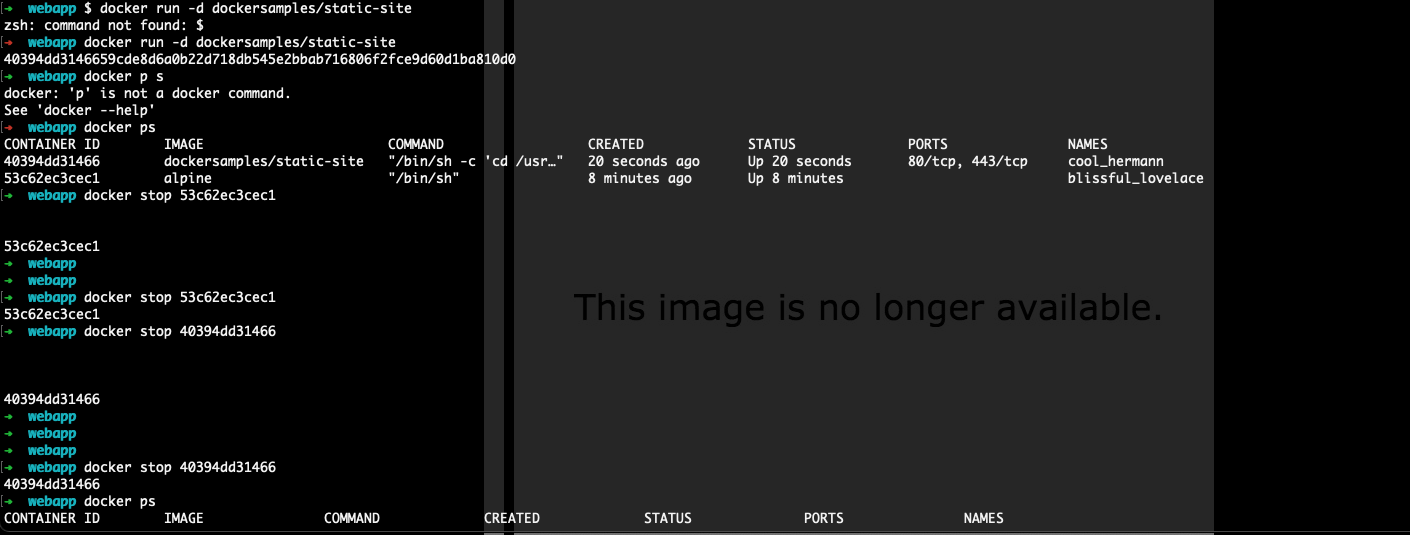 [➜ webapp $ docker run -d dockersamples/static-site
zsh: command not found: $
[➜ webapp docker run -d dockersamples/static-site
40394dd3146659cde8d6a0b22d718db545e2bbab716806f2fce9d60d1ba810d0
[➜ webapp docker p s
docker: 'p' is not a docker command.
See 'docker --help'
[➜ webapp docker ps
CONTAINER ID IMAGE COMMAND CREATED STATUS PORTS NAMES
40394dd31466 dockersamples/static-site "/bin/sh -c 'cd /usr…" 20 seconds ago Up 20 seconds 80/tcp, 443/tcp cool_hermann
53c62ec3cec1 alpine "/bin/sh" 8 minutes ago Up 8 minutes blissful_lovelace
[➜ webapp docker stop 53c62ec3cec1
53c62ec3cec1
➜ webapp
➜ webapp
[➜ webapp docker stop 53c62ec3cec1
53c62ec3cec1
[➜ webapp docker stop 40394dd31466
This image is no longer available.
40394dd31466
➜ webapp
➜ webapp
➜ webapp
[➜ webapp docker stop 40394dd31466
40394dd31466
[➜ webapp docker ps
CONTAINER ID IMAGE COMMAND CREATED STATUS PORTS NAMES